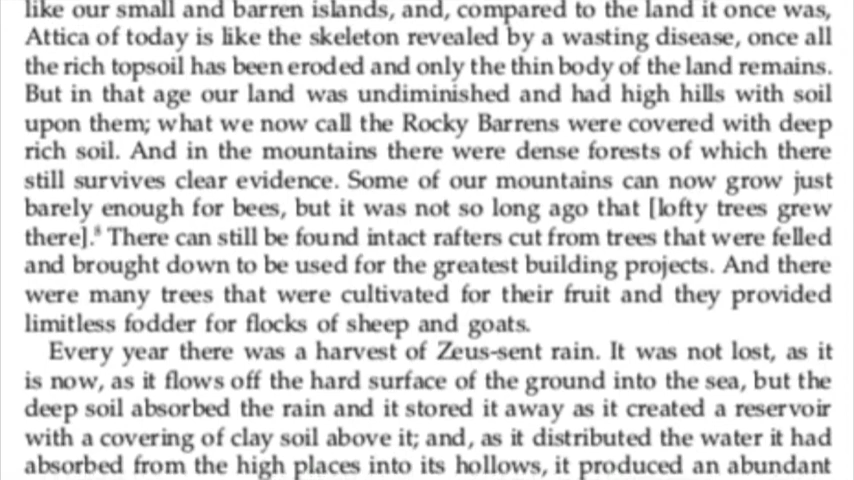 like our small and barren islands, and, compared to the land it once was,
Attica of today is like the skeleton revealed by a wasting disease, once all
the rich topsoil has been eroded and only the thin body of the land remains.
But in that age our land was undiminished and had high hills with soil
upon them; what we now call the Rocky Barrens were covered with deep
rich soil. And in the mountains there were dense forests of which there
still survives clear evidence. Some of our mountains can now grow just
barely enough for bees, but it was not so long ago that [lofty trees grew
there].⁸ There can still be found intact rafters cut from trees that were felled
and brought down to be used for the greatest building projects. And there
were many trees that were cultivated for their fruit and they provided
limitless fodder for flocks of sheep and goats.
Every year there was a harvest of Zeus-sent rain. It was not lost, as it
is now, as it flows off the hard surface of the ground into the sea, but the
deep soil absorbed the rain and it stored it away as it created a reservoir
with a covering of clay soil above it; and, as it distributed the water it had
absorbed from the high places into its hollows, it produced an abundant